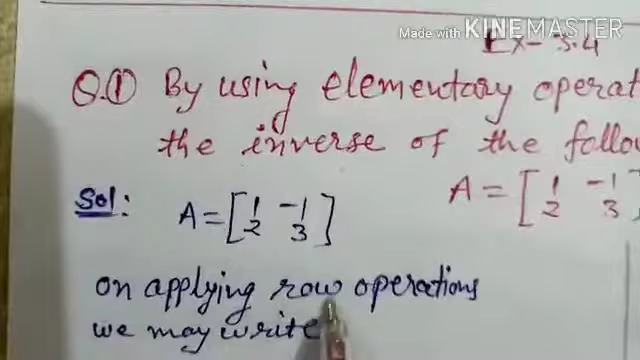 Made with KINEMASTER
Ex-3.4
Q.① By using elementary operat
the inverse of the follo
A = [1 -1
2 3]
Sol: A = [1 -1
2 3]
on applying row operations
we may write